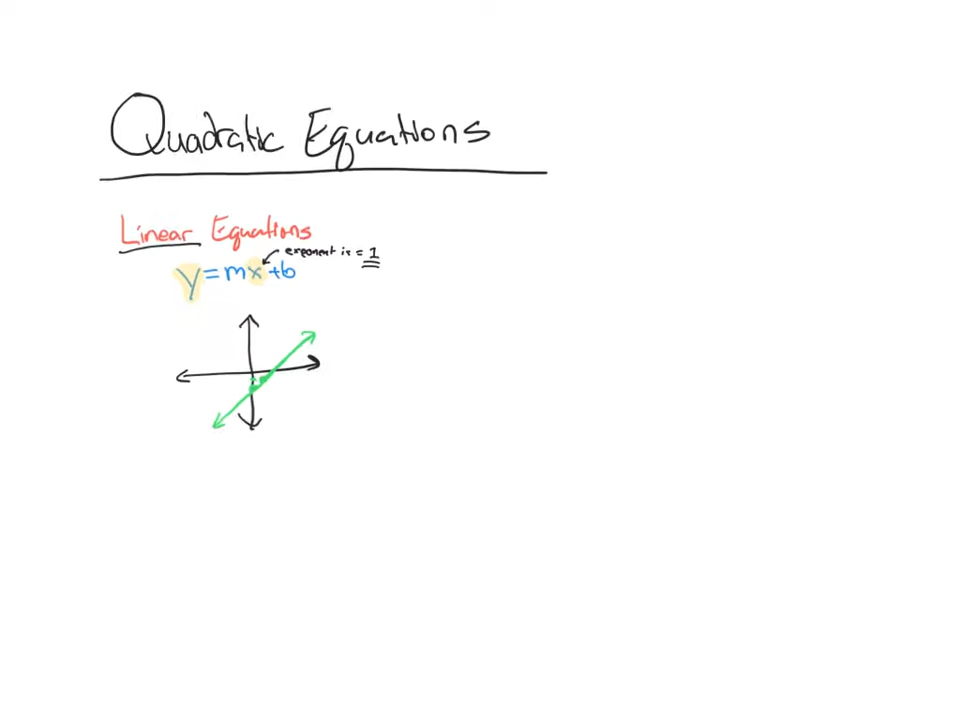 Quadratic Equations
Linear Equations
exponent is = 1
y = mx + b